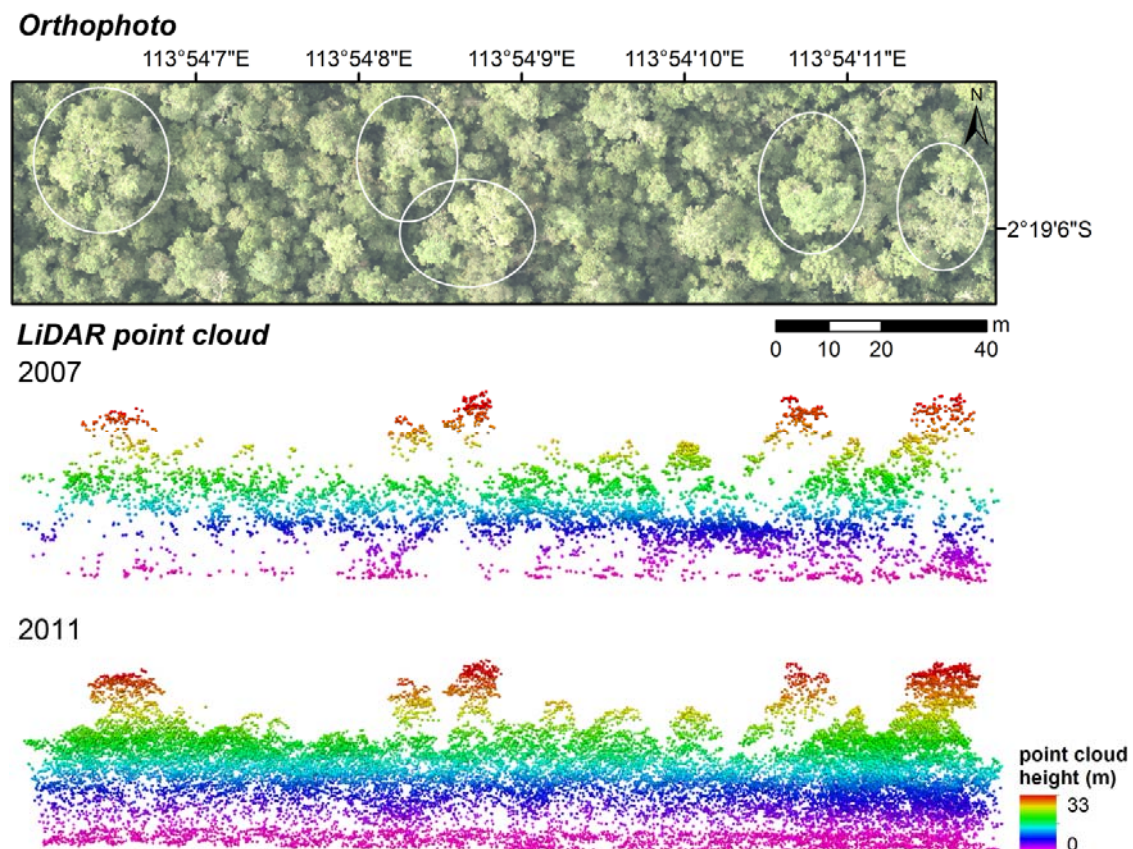 Orthophoto
113°54'7"E 113°54'8"E 113°54'9"E 113°54'10"E 113°54'11"E
N
2°19'6"S
LiDAR point cloud
m
0 10 20 40
2007
2011
point cloud
height (m)
33
0